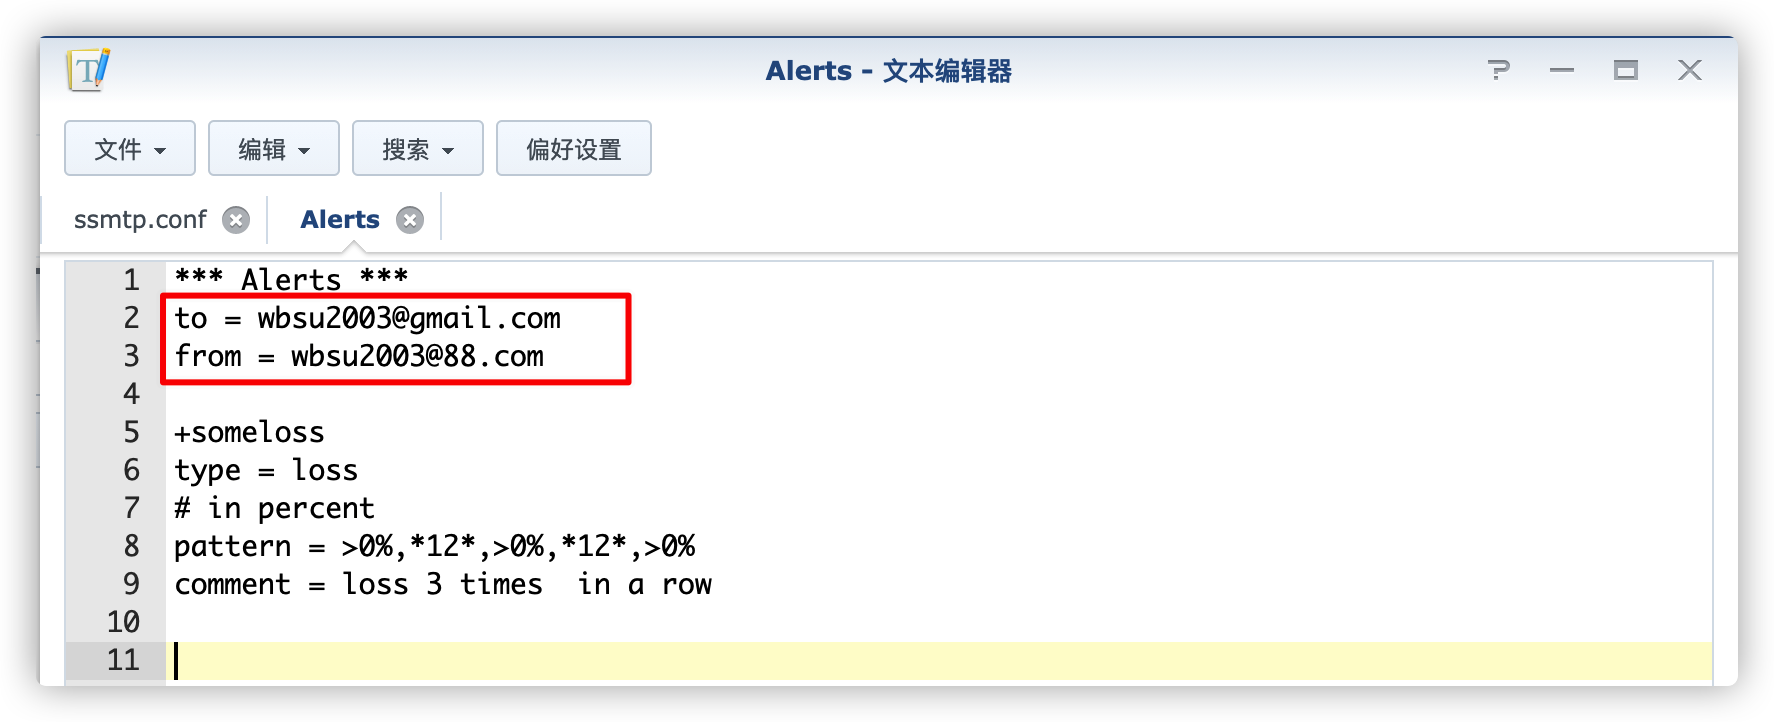 Alerts - 文本编辑器
文件 编辑 搜索 偏好设置
ssmtp.conf Alerts
1 *** Alerts ***
2 to = wbsu2003@gmail.com
3 from = wbsu2003@88.com
4
5 +someloss
6 type = loss
7 # in percent
8 pattern = >0%,*12*,>0%,*12*,>0%
9 comment = loss 3 times  in a row
10
11